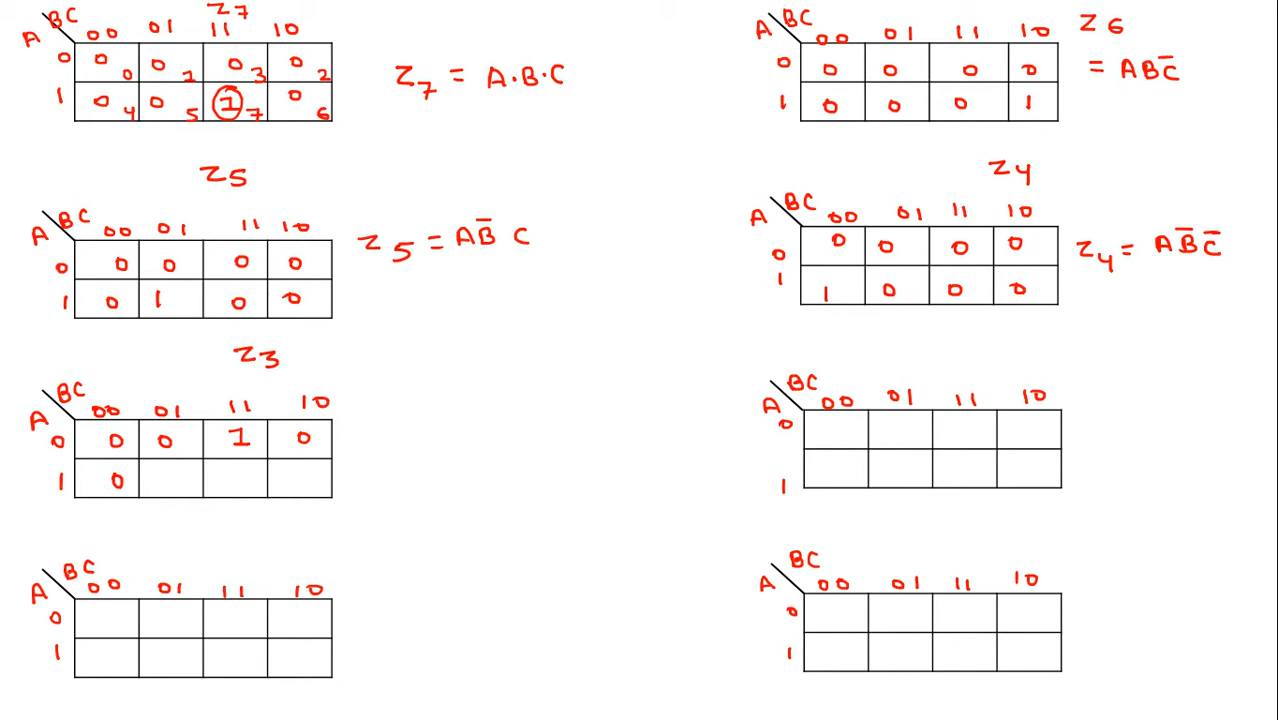 Z7
BC
A 00 01 11 10
0 0 0 0 1 0 3 0 2
1 0 4 0 5 1 7 0 6
Z7 = A·B·C
Z6
BC
A 00 01 11 10
0 0 0 0 0
1 0 0 0 1
= ABC̅
Z5
BC
A 00 01 11 10
0 0 0 0 0
1 0 1 0 0
Z5 = AB̅ C
Z4
BC
A 00 01 11 10
0 0 0 0 0
1 1 0 0 0
Z4 = AB̅C̅
Z3
BC
A 00 01 11 10
0 0 0 1 0
1 0
BC
A 00 01 11 10
0
1
BC
A 00 01 11 10
0
1
BC
A 00 01 11 10
0
1